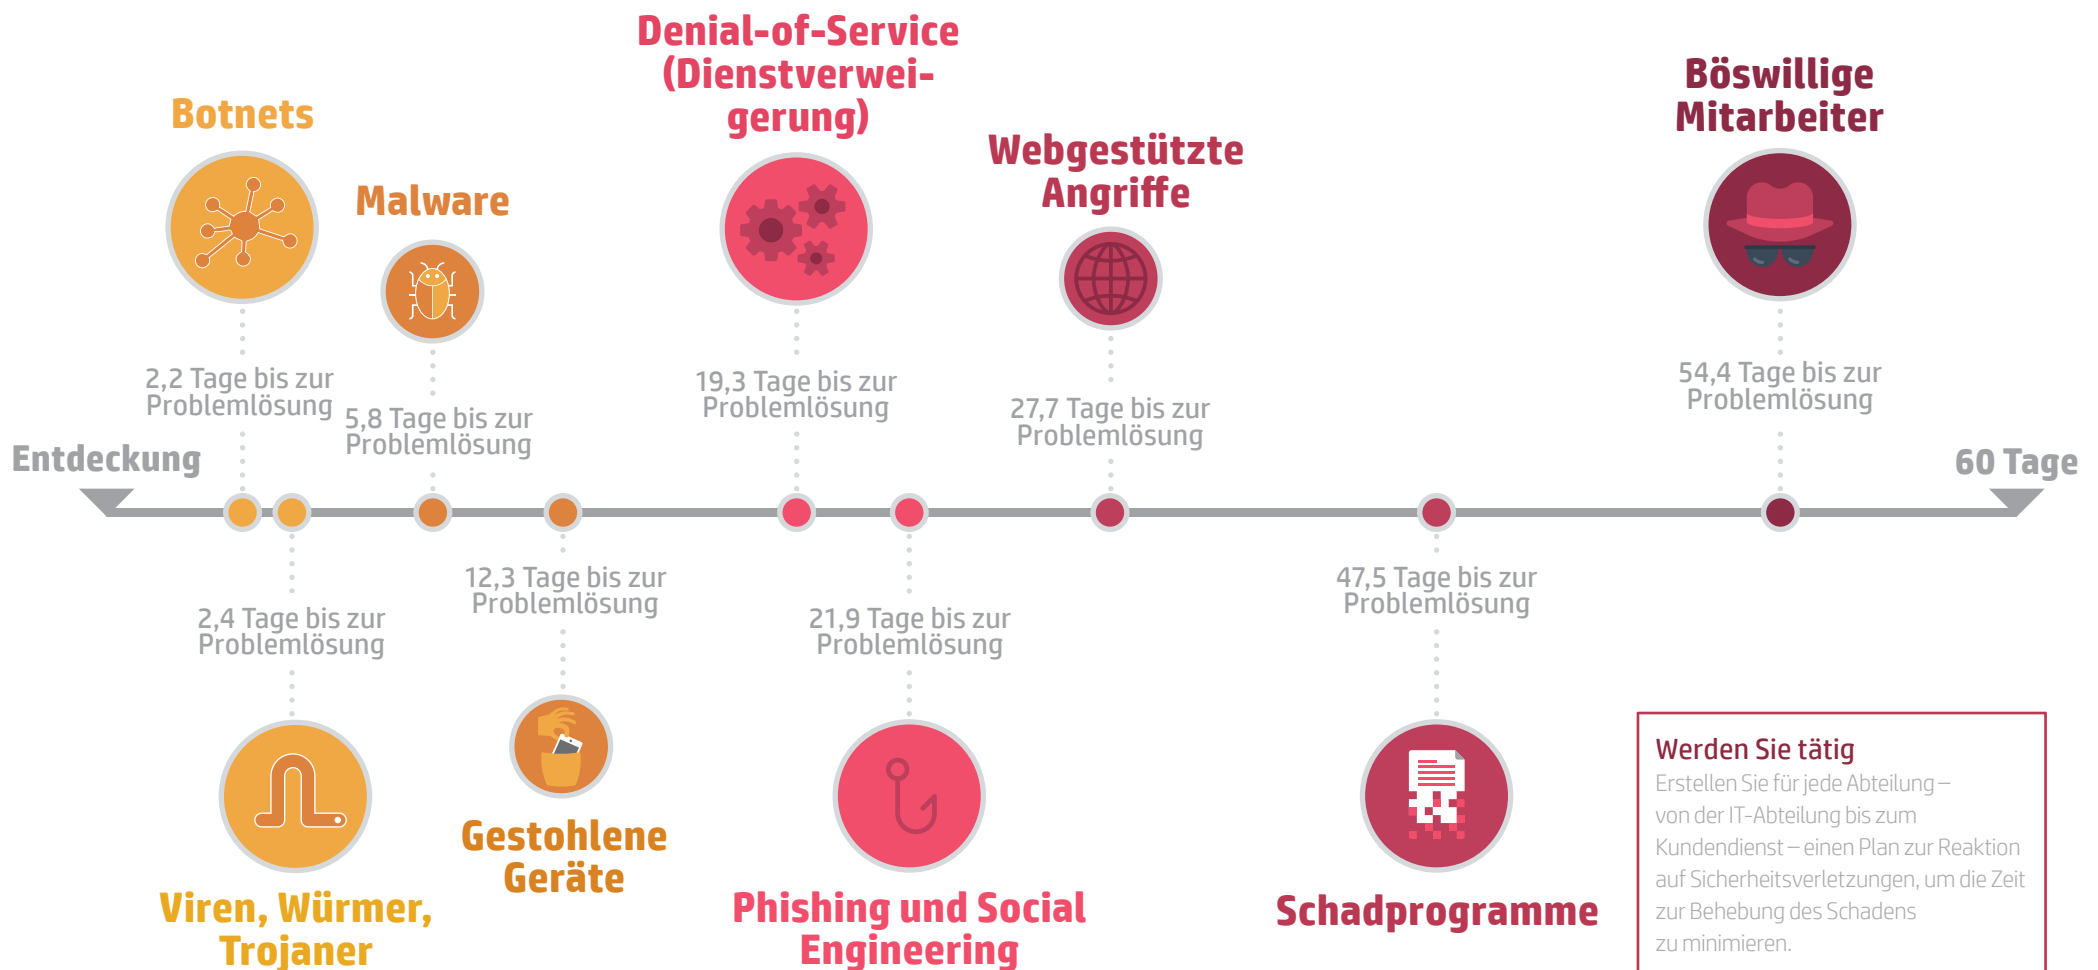 Denial-of-Service
(Dienstverwei-
gerung)
Böswillige
Mitarbeiter
Botnets
Webgestützte
Angriffe
Malware
2,2 Tage bis zur
Problemlösung
5,8 Tage bis zur
Problemlösung
19,3 Tage bis zur
Problemlösung
27,7 Tage bis zur
Problemlösung
54,4 Tage bis zur
Problemlösung
Entdeckung
60 Tage
2,4 Tage bis zur
Problemlösung
12,3 Tage bis zur
Problemlösung
21,9 Tage bis zur
Problemlösung
47,5 Tage bis zur
Problemlösung
Viren, Würmer,
Trojaner
Gestohlene
Geräte
Phishing und Social
Engineering
Schadprogramme
Werden Sie tätig
Erstellen Sie für jede Abteilung –
von der IT-Abteilung bis zum
Kundendienst – einen Plan zur Reaktion
auf Sicherheitsverletzungen, um die Zeit
zur Behebung des Schadens
zu minimieren.